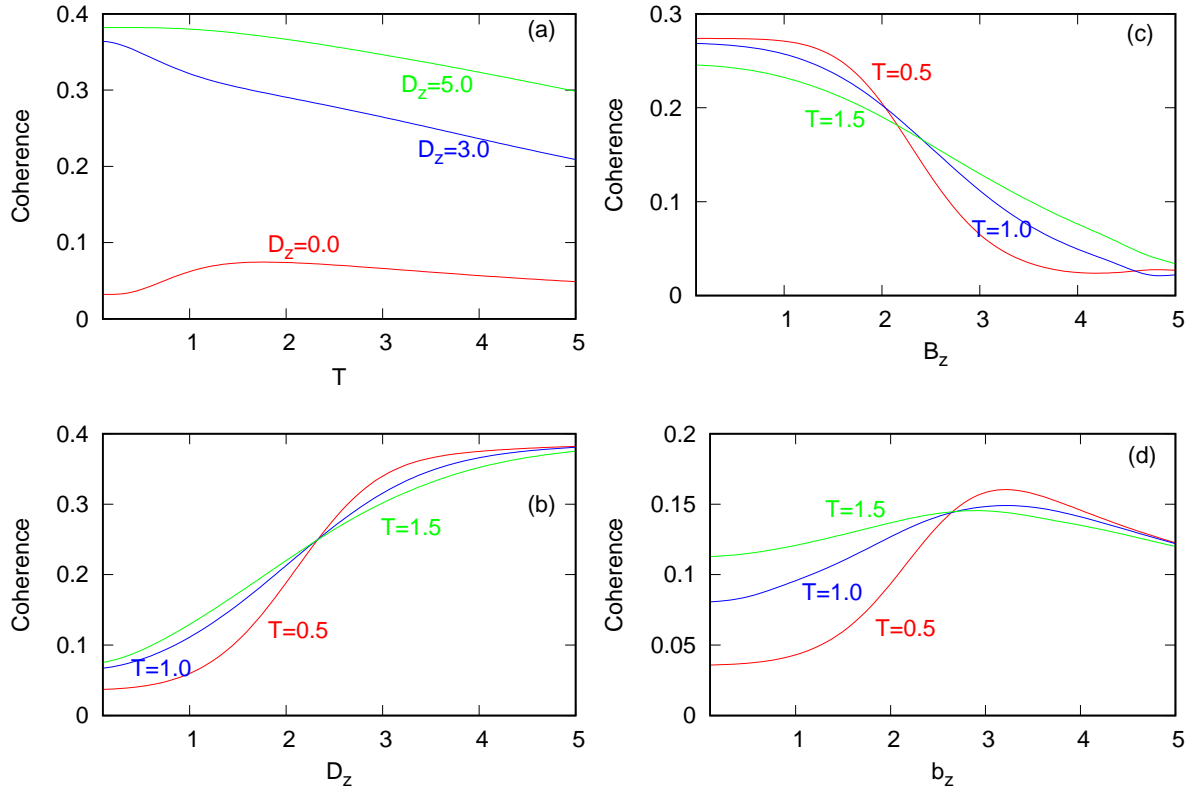 0.4
0.3
0.2
0.1
0
Coherence
(a)
D_z=5.0
D_z=3.0
D_z=0.0
1 2 3 4 5
T
0.3
0.2
0.1
0
Coherence
(c)
T=0.5
T=1.5
T=1.0
1 2 3 4 5
B_z
0.4
0.3
0.2
0.1
0
Coherence
(b)
T=1.5
T=0.5
T=1.0
1 2 3 4 5
D_z
0.2
0.15
0.1
0.05
0
Coherence
(d)
T=1.5
T=1.0
T=0.5
1 2 3 4 5
b_z